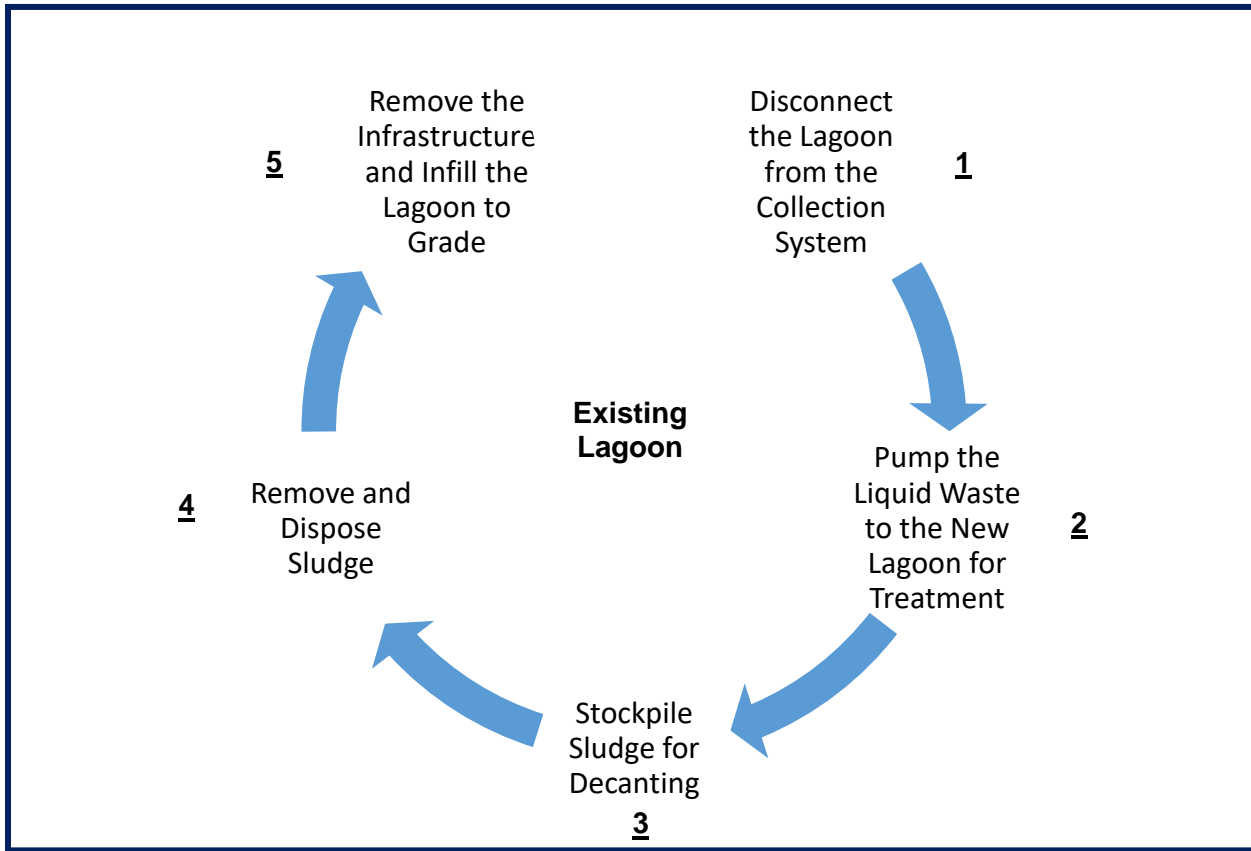 Disconnect
the Lagoon
from the
Collection
System
1
Pump the
Liquid Waste
to the New
Lagoon for
Treatment
2
Stockpile
Sludge for
Decanting
3
Remove and
Dispose
Sludge
4
Remove the
Infrastructure
and Infill the
Lagoon to
Grade
5
Existing
Lagoon